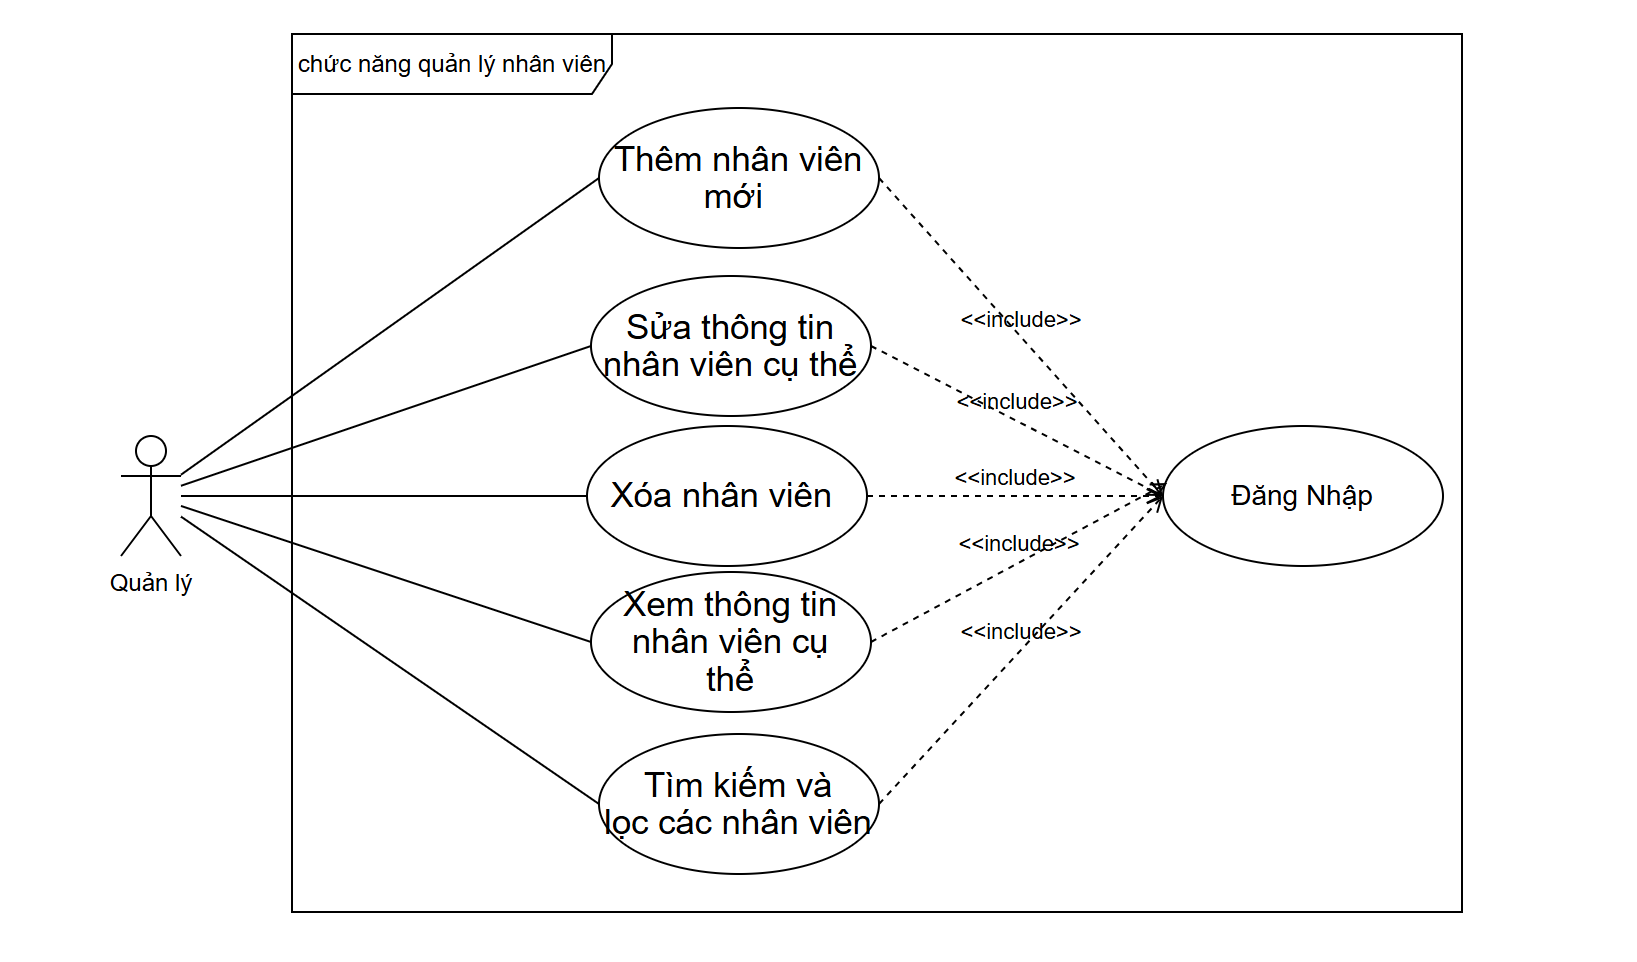 chức năng quản lý nhân viên
Thêm nhân viên
mới
<<include>>
Sửa thông tin
nhân viên cụ thể
<<include>>
Xóa nhân viên
<<include>>
Đăng Nhập
<<include>>
Quản lý
Xem thông tin
nhân viên cụ
thể
<<include>>
Tìm kiếm và
lọc các nhân viên